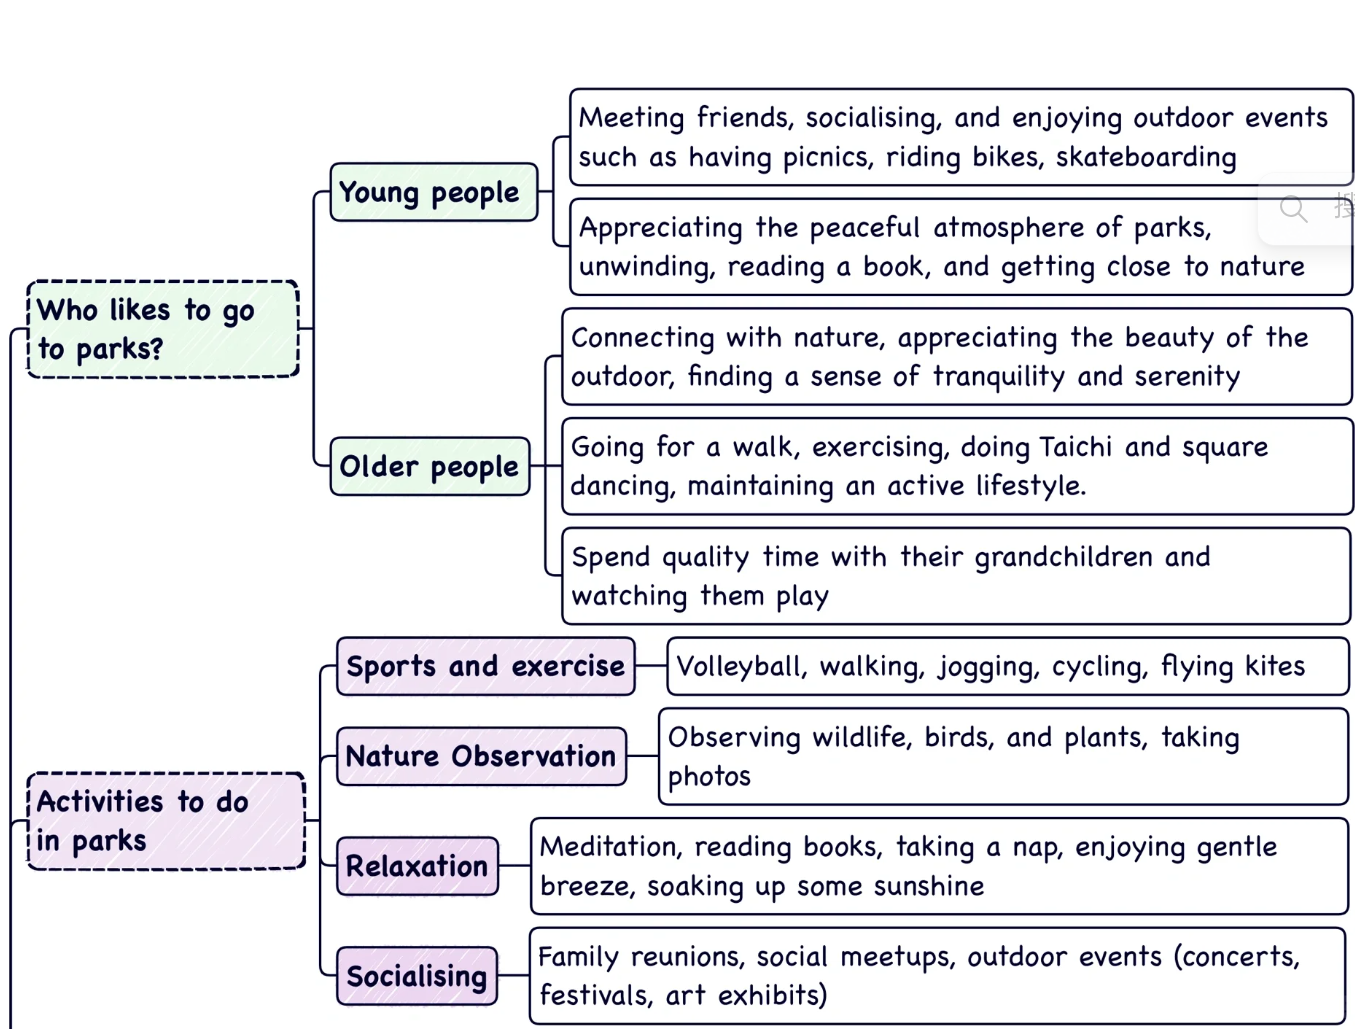 Meeting friends, socialising, and enjoying outdoor events
such as having picnics, riding bikes, skateboarding
Young people
Appreciating the peaceful atmosphere of parks,
unwinding, reading a book, and getting close to nature
Who likes to go
to parks?
Connecting with nature, appreciating the beauty of the
outdoor, finding a sense of tranquility and serenity
Older people
Going for a walk, exercising, doing Taichi and square
dancing, maintaining an active lifestyle.
Spend quality time with their grandchildren and
watching them play
Sports and exercise
Volleyball, walking, jogging, cycling, flying kites
Nature Observation
Observing wildlife, birds, and plants, taking
photos
Activities to do
in parks
Relaxation
Meditation, reading books, taking a nap, enjoying gentle
breeze, soaking up some sunshine
Socialising
Family reunions, social meetups, outdoor events (concerts,
festivals, art exhibits)